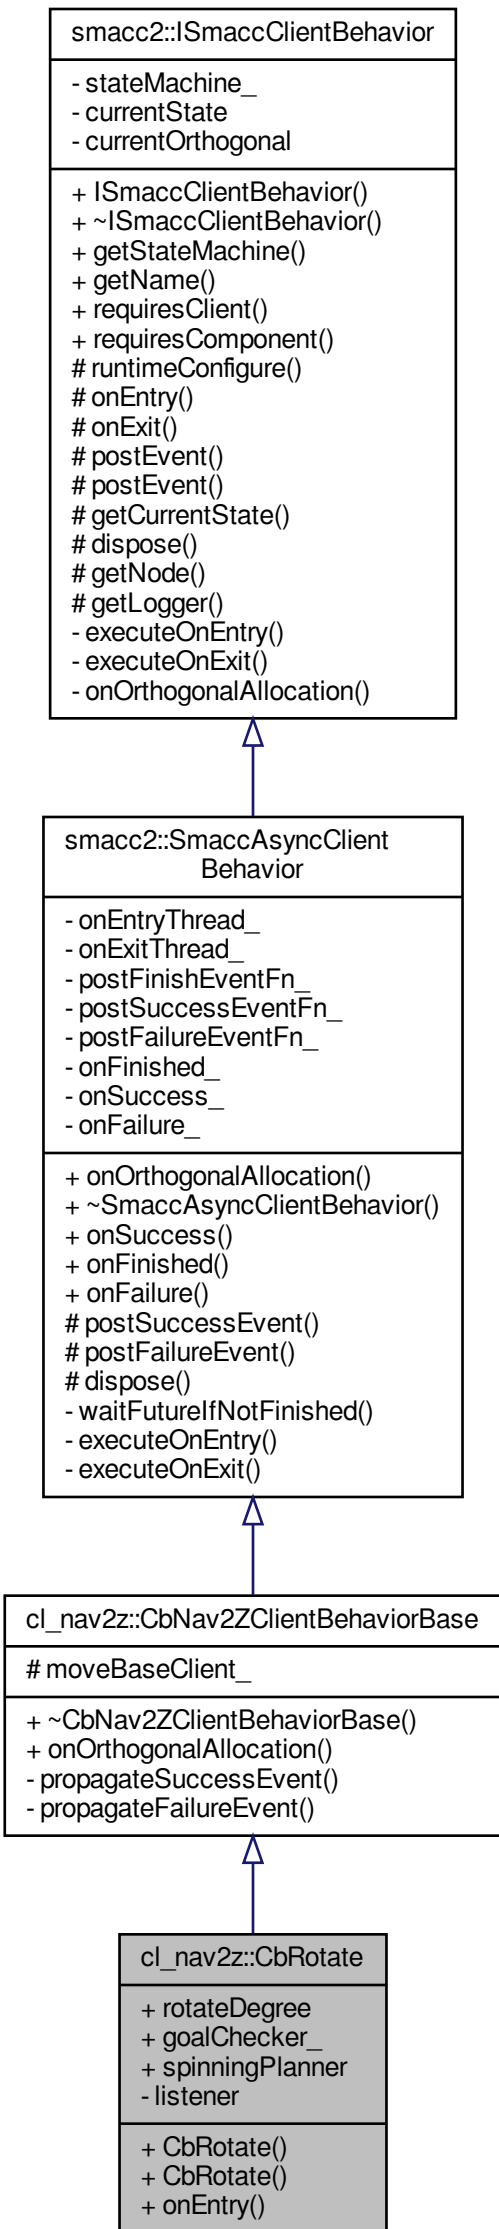 smacc2::ISmaccClientBehavior
- stateMachine_
- currentState
- currentOrthogonal
+ ISmaccClientBehavior()
+ ~ISmaccClientBehavior()
+ getStateMachine()
+ getName()
+ requiresClient()
+ requiresComponent()
# runtimeConfigure()
# onEntry()
# onExit()
# postEvent()
# postEvent()
# getCurrentState()
# dispose()
# getNode()
# getLogger()
- executeOnEntry()
- executeOnExit()
- onOrthogonalAllocation()
smacc2::SmaccAsyncClient
Behavior
- onEntryThread_
- onExitThread_
- postFinishEventFn_
- postSuccessEventFn_
- postFailureEventFn_
- onFinished_
- onSuccess_
- onFailure_
+ onOrthogonalAllocation()
+ ~SmaccAsyncClientBehavior()
+ onSuccess()
+ onFinished()
+ onFailure()
# postSuccessEvent()
# postFailureEvent()
# dispose()
- waitFutureIfNotFinished()
- executeOnEntry()
- executeOnExit()
cl_nav2z::CbNav2ZClientBehaviorBase
# moveBaseClient_
+ ~CbNav2ZClientBehaviorBase()
+ onOrthogonalAllocation()
- propagateSuccessEvent()
- propagateFailureEvent()
cl_nav2z::CbRotate
+ rotateDegree
+ goalChecker_
+ spinningPlanner
- listener
+ CbRotate()
+ CbRotate()
+ onEntry()